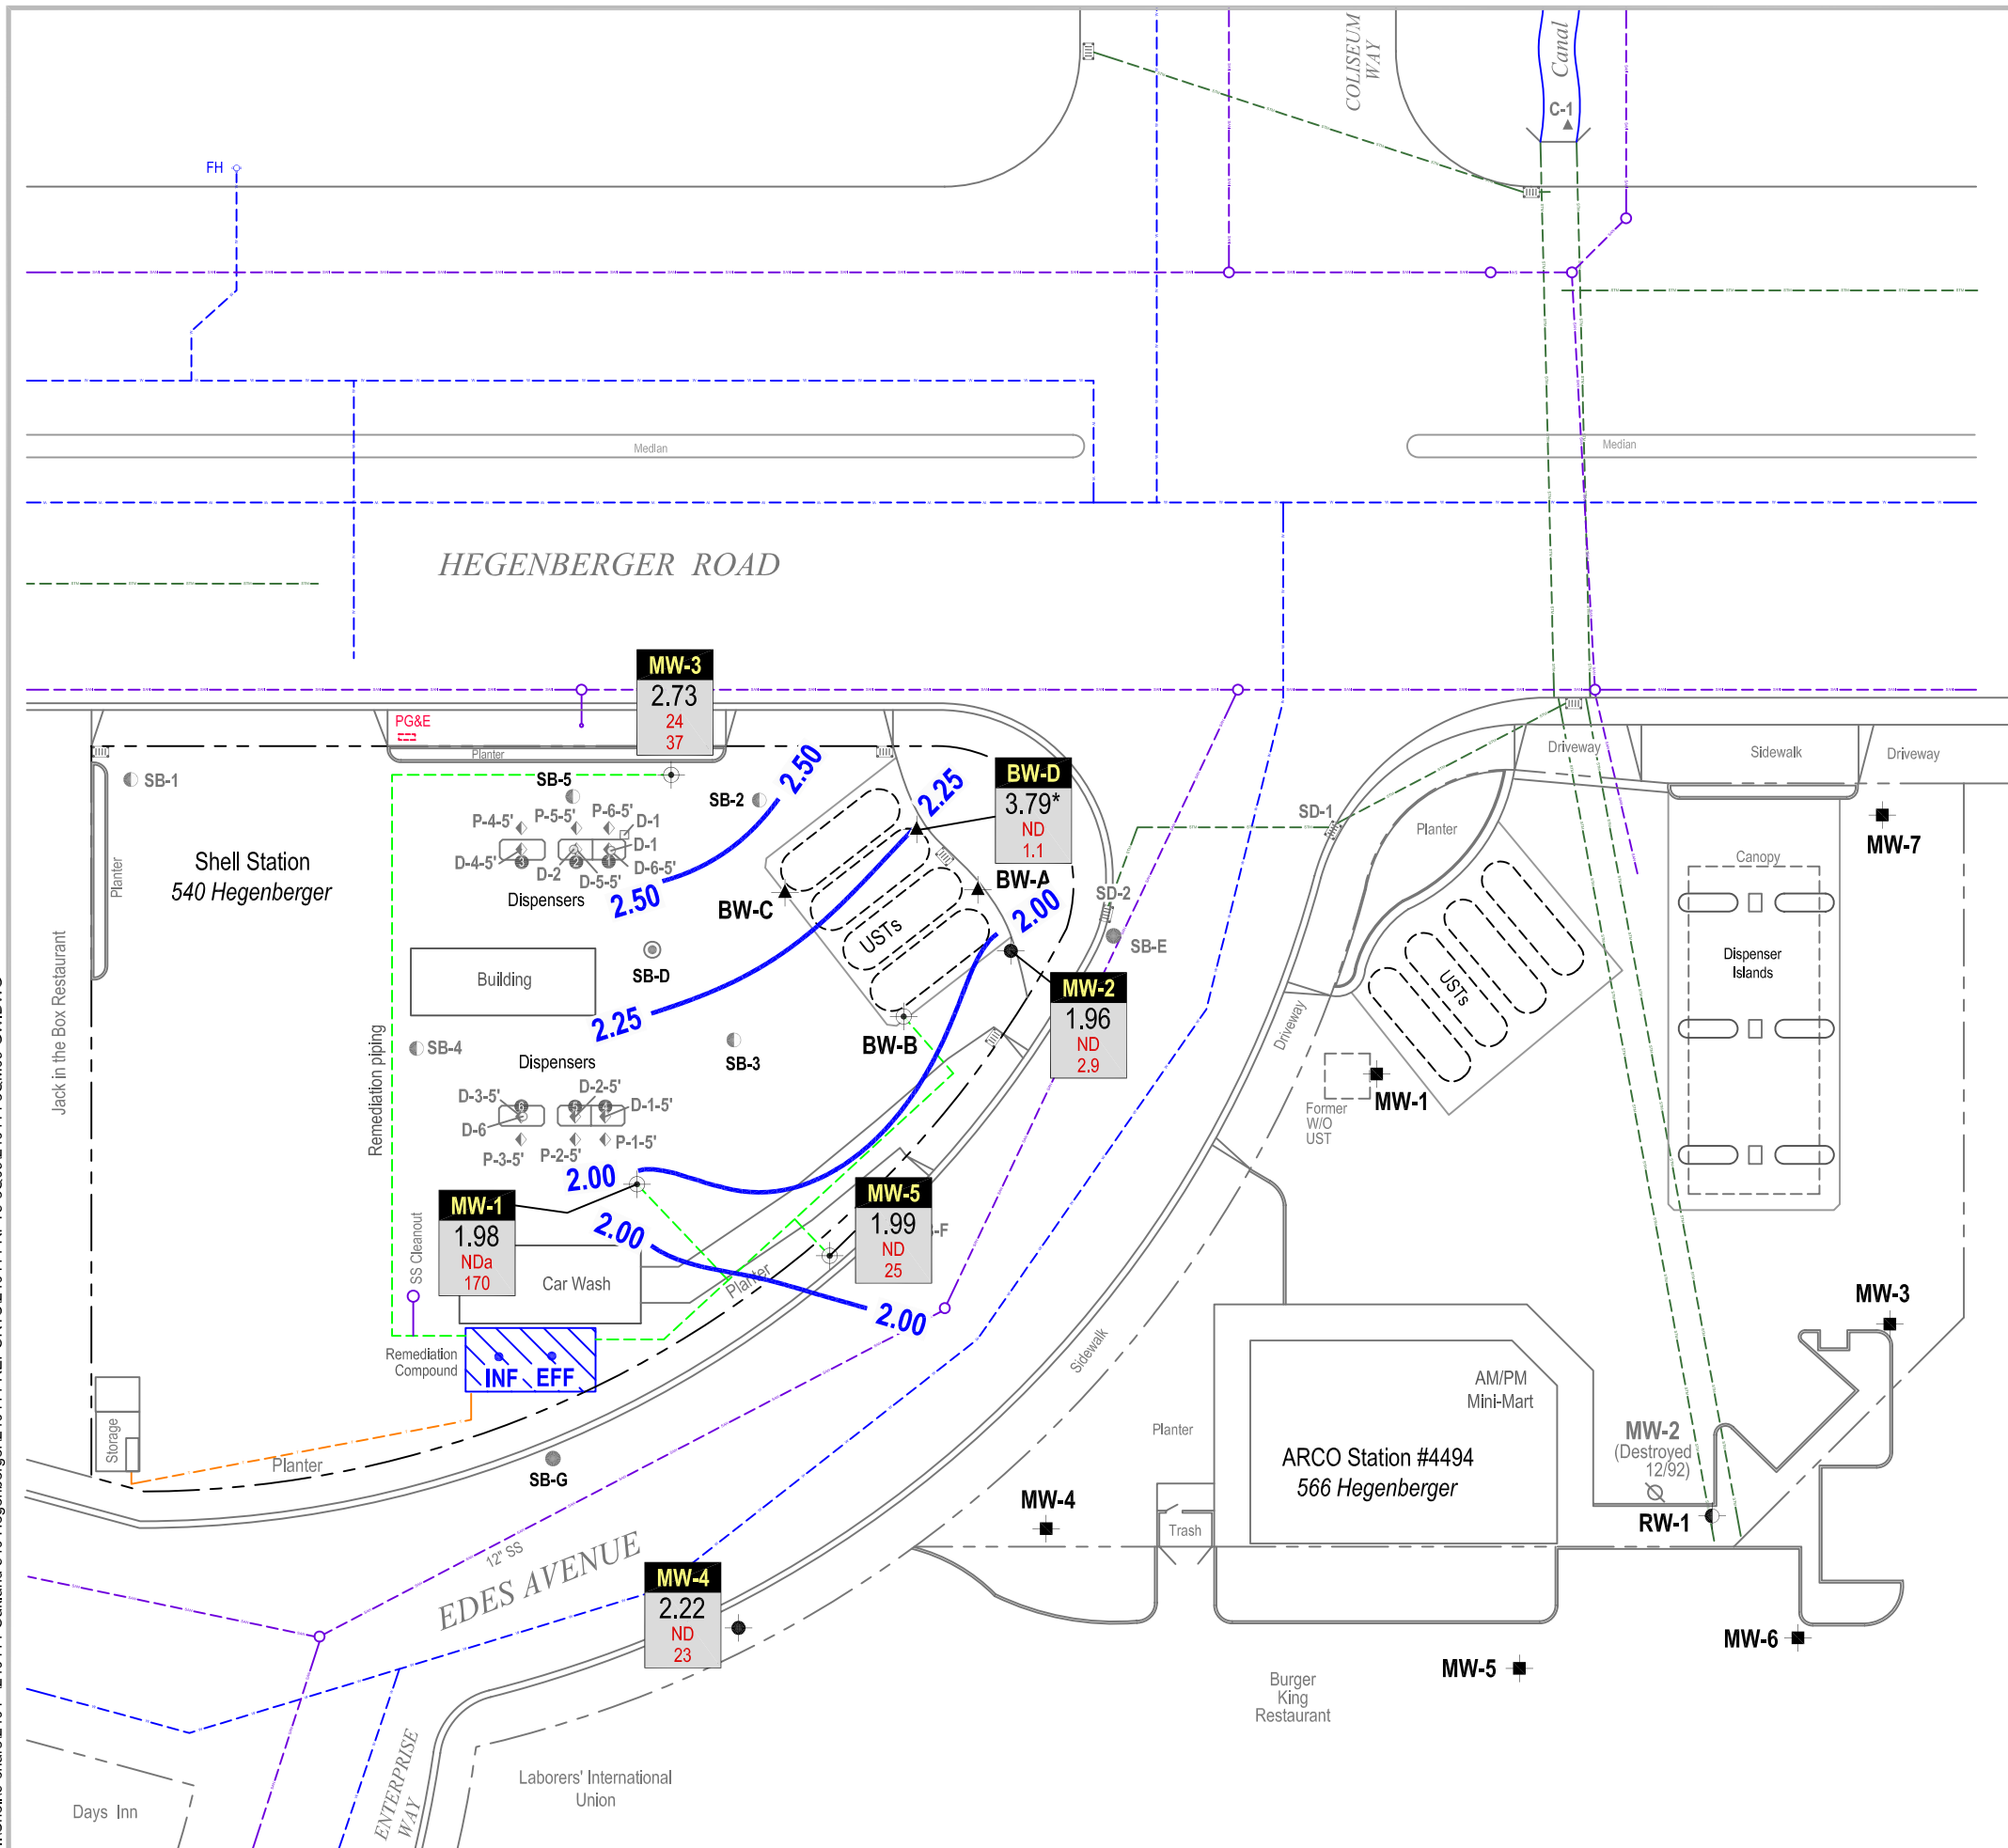 COLISEUM
WAY
Canal
C-1
FH
Median
Median
HEGENBERGER ROAD
MW-3
2.73
24
37
PG&E
Planter
SB-1
SB-5
SB-2
2.50
2.25
BW-D
3.79*
ND
1.1
P-4-5'
P-5-5'
P-6-5'
D-1
D-1
D-4-5'
D-2
D-5-5'
D-6-5'
3
2
1
Dispensers
2.50
Shell Station
540 Hegenberger
Planter
Jack in the Box Restaurant
BW-C
BW-A
USTs
2.00
SD-2
SD-1
SB-E
Building
SB-D
2.25
MW-2
1.96
ND
2.9
BW-B
SB-3
SB-4
Remediation piping
Dispensers
D-3-5'
D-2-5'
D-1-5'
6
5
4
D-6
P-3-5'
P-2-5'
P-1-5'
2.00
MW-1
1.98
NDa
170
2.00
MW-5
1.99
ND
25
-F
SS Cleanout
Car Wash
Planter
2.00
Remediation
Compound
INF
EFF
Storage
Planter
SB-G
12" SS
EDES AVENUE
MW-4
2.22
ND
23
ENTERPRISE
WAY
Days Inn
Laborers' International
Union
Driveway
Sidewalk
Driveway
Planter
MW-7
Canopy
USTs
Dispenser
Islands
Driveway
Former
W/O
UST
MW-1
Sidewalk
MW-3
AM/PM
Mini-Mart
Planter
ARCO Station #4494
566 Hegenberger
MW-2
(Destroyed
12/92)
RW-1
MW-4
Trash
MW-5
MW-6
Burger
King
Restaurant